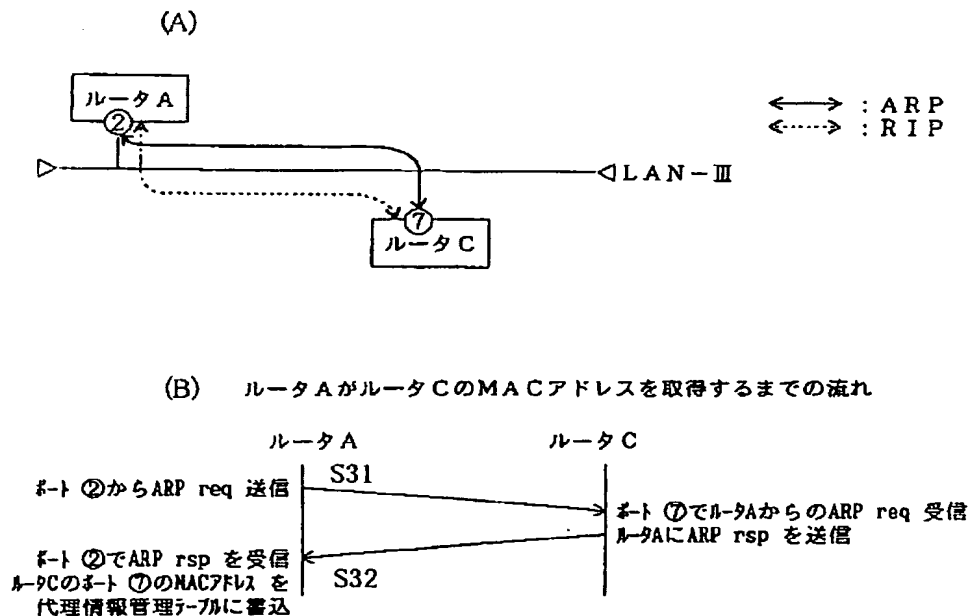 (A)
ルータA
②
←→ : ARP
←┄→ : RIP
LAN-Ⅲ
⑦
ルータC
(B) ルータAがルータCのMACアドレスを取得するまでの流れ
ルータA ルータC
ポート ②からARP req 送信
S31
ポート ⑦でルータAからのARP req 受信
ルータAにARP rsp を送信
ポート ②でARP rsp を受信
S32
ルータCのポート ⑦のMACアドレス を
代理情報管理テーブルに書込